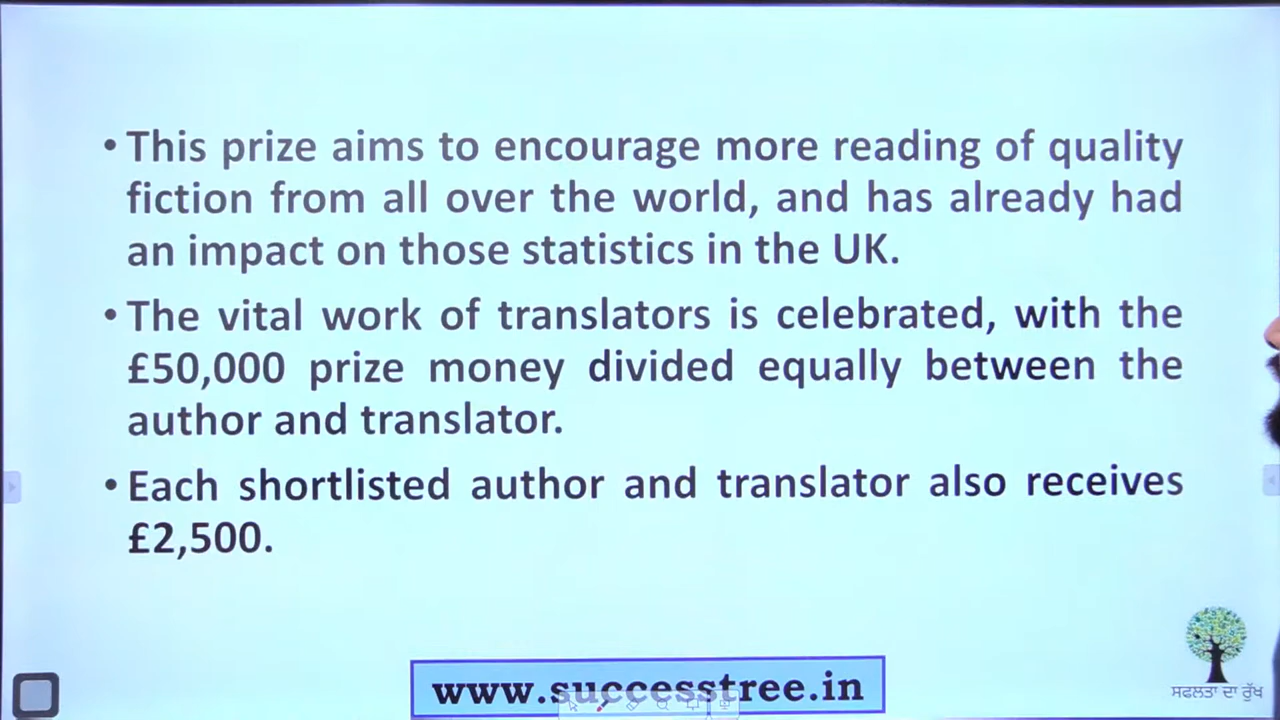 • This prize aims to encourage more reading of quality
fiction from all over the world, and has already had
an impact on those statistics in the UK.
• The vital work of translators is celebrated, with the
£50,000 prize money divided equally between the
author and translator.
• Each shortlisted author and translator also receives
£2,500.
www.successtree.in
ਸਫਲਤਾ ਦਾ ਰੁੱਖ